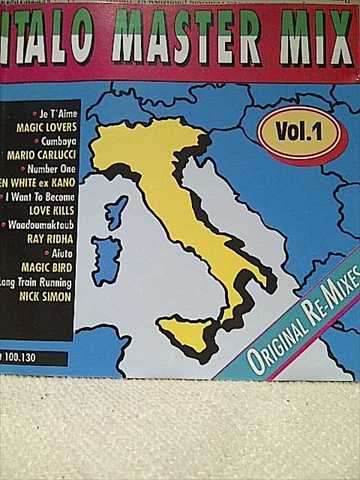 ITALO MASTER MIX
Vol.1
• Je T'Aime
MAGIC LOVERS
• Cumbaya
MARIO CARLUCCI
• Number One
EN WHITE ex KANO
• I Want To Become
LOVE KILLS
• Waadoumaktaub
RAY RIDHA
• Aiuto
MAGIC BIRD
Long Train Running
NICK SIMON
100.130
ORIGINAL RE-MIXES